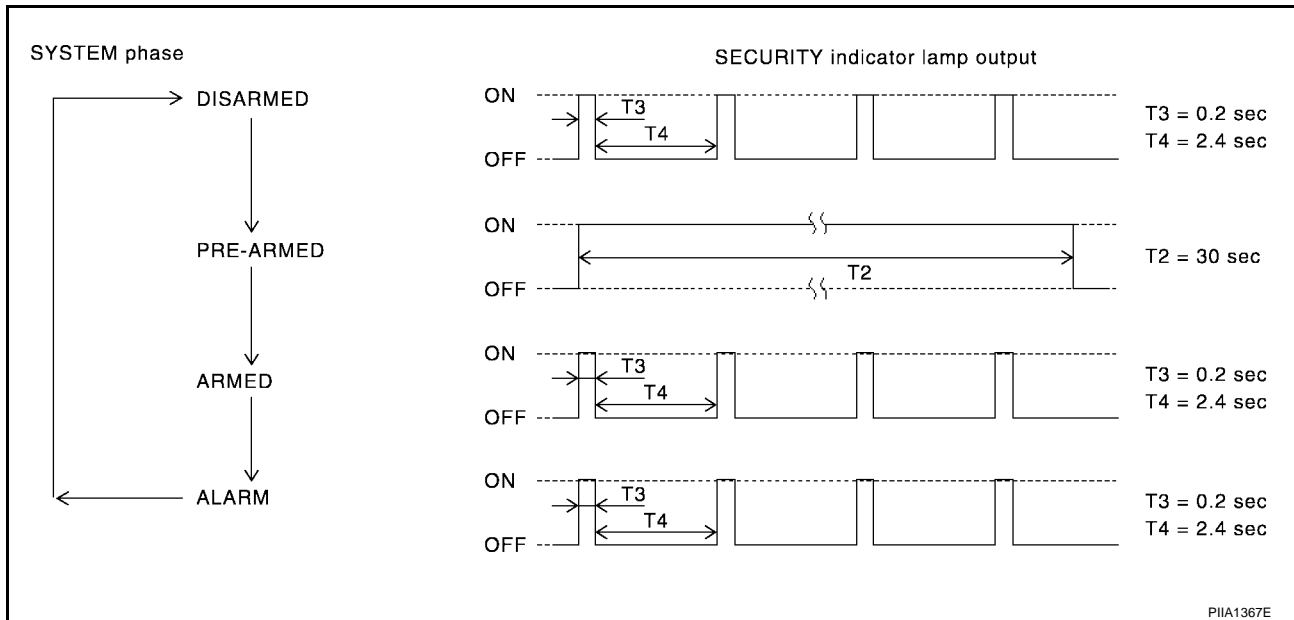 SYSTEM phase
SECURITY indicator lamp output
DISARMED
ON
OFF
T3
T4
T3 = 0.2 sec
T4 = 2.4 sec
PRE-ARMED
ON
OFF
T2
T2 = 30 sec
ARMED
ON
OFF
T3
T4
T3 = 0.2 sec
T4 = 2.4 sec
ALARM
ON
OFF
T3
T4
T3 = 0.2 sec
T4 = 2.4 sec
PIIA1367E